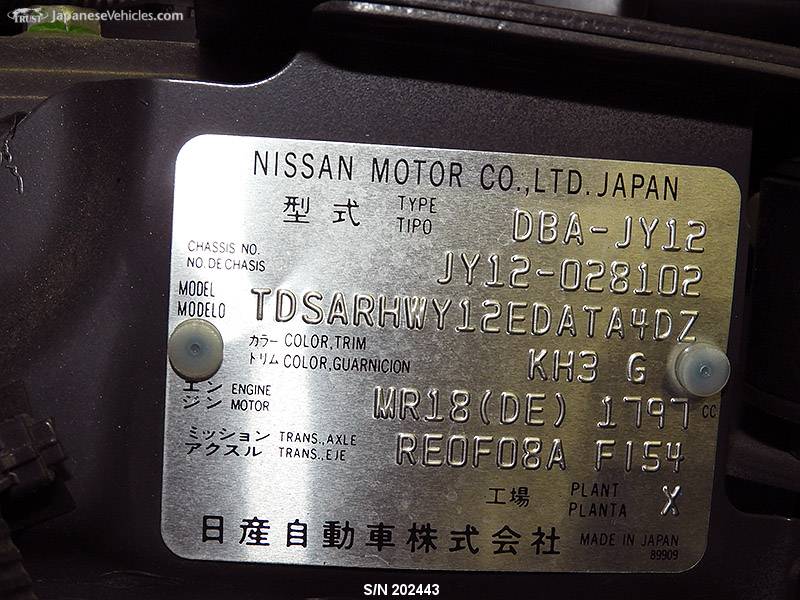 TRUST JapaneseVehicles.com
NISSAN MOTOR CO.,LTD. JAPAN
型式 TYPE TIPO DBA-JY12
CHASSIS NO.
NO. DE CHASIS
JY12-028102
MODEL
MODELO
TDSARHWY12EDATA4DZ
カラー COLOR,TRIM
トリム COLOR,GUARNICION
KH3 G
エン ENGINE
ジン MOTOR
MR18(DE) 1797 CC
ミッション TRANS.,AXLE
アクスル TRANS.,EJE
RE0F08A F154
工場 PLANT PLANTA X
日産自動車株式会社 MADE IN JAPAN
89909
S/N 202443